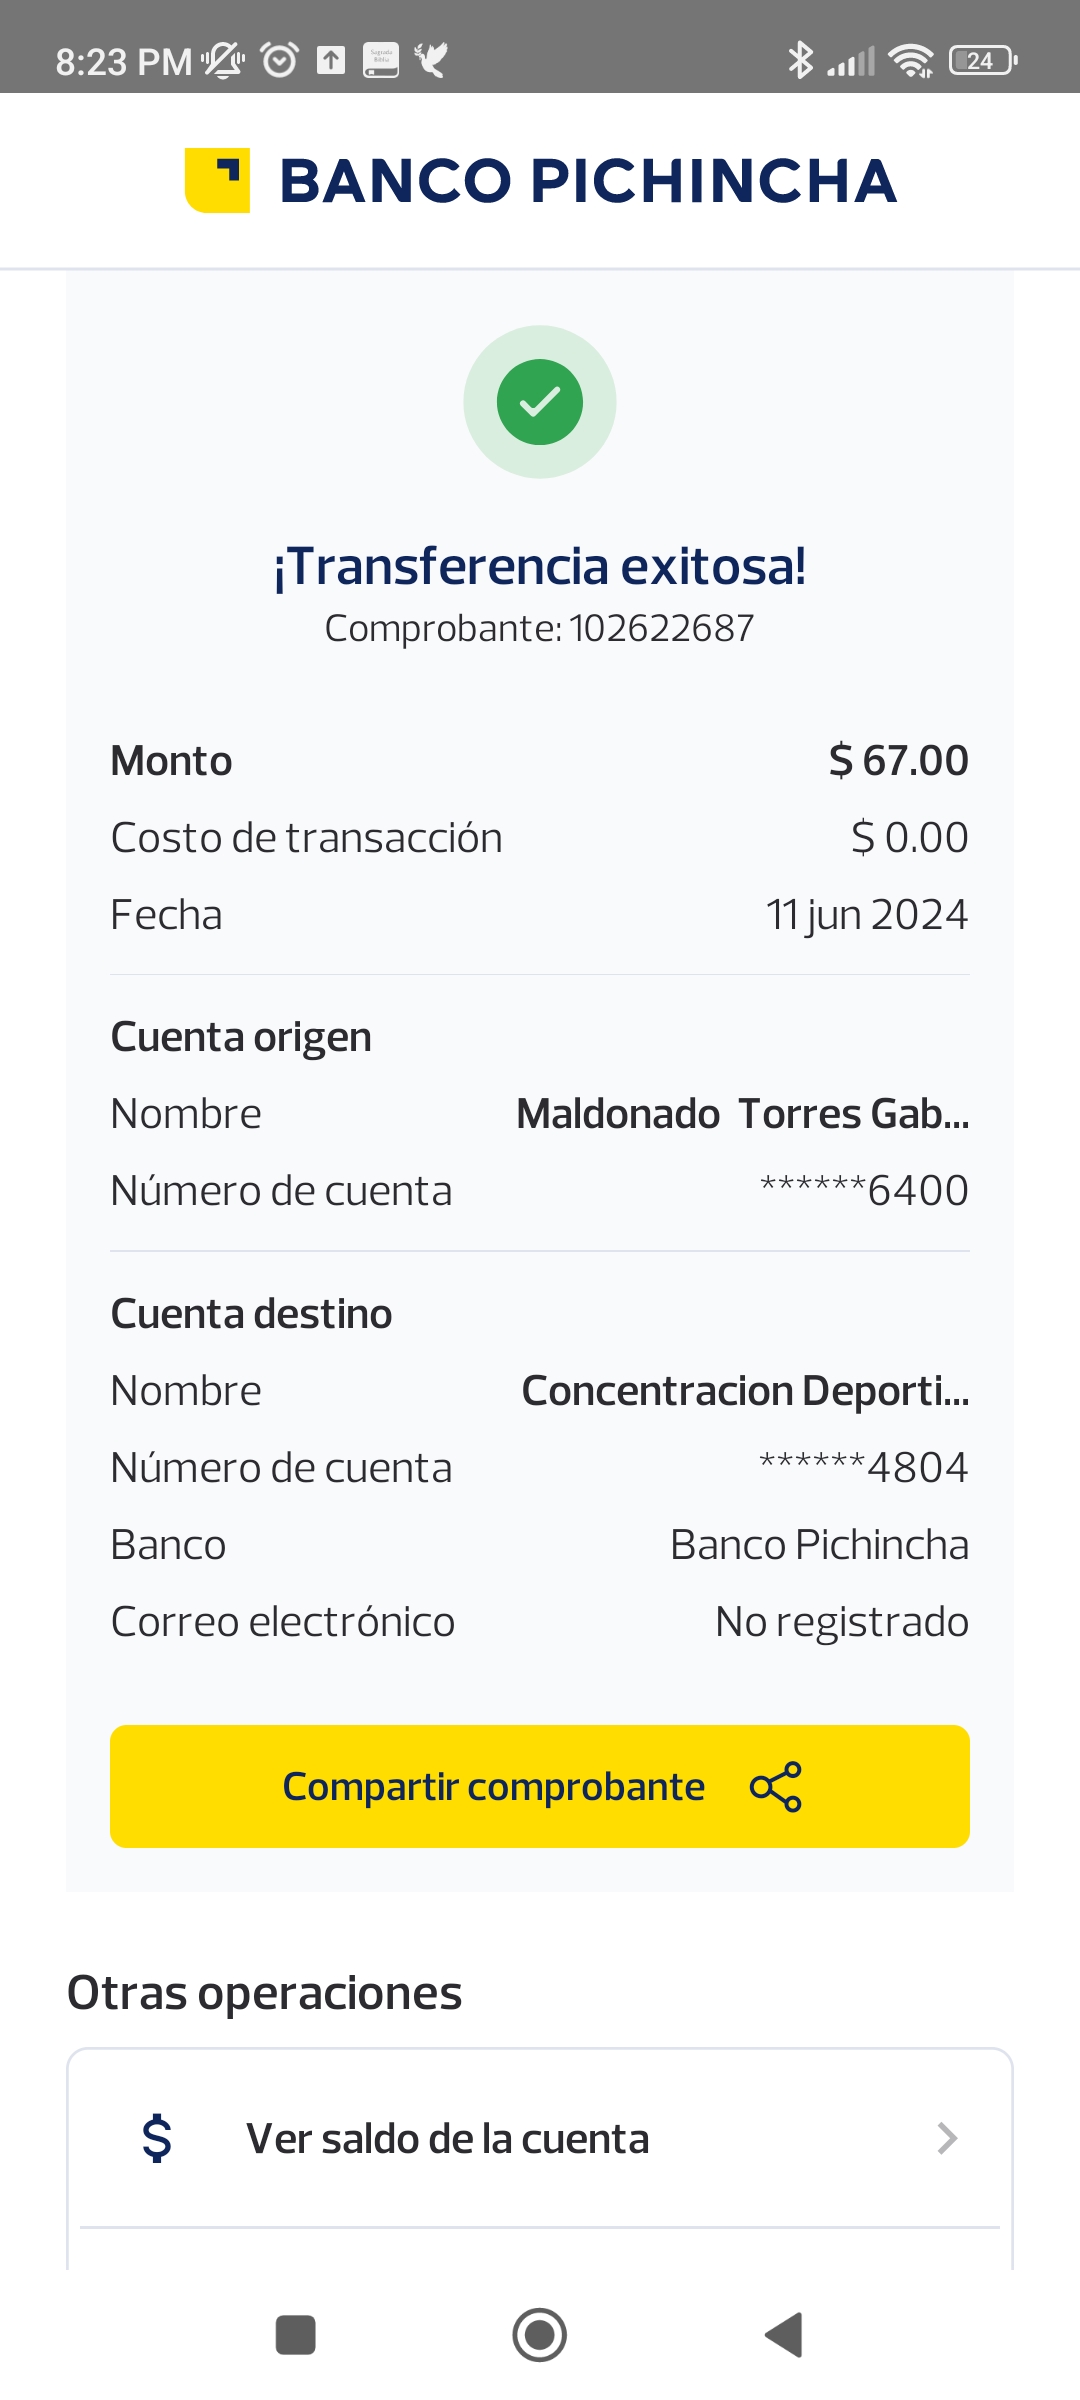 8:23 PM 24
BANCO PICHINCHA
¡Transferencia exitosa!
Comprobante: 102622687
Monto $ 67.00
Costo de transacción $ 0.00
Fecha 11 jun 2024
Cuenta origen
Nombre Maldonado  Torres Gab...
Número de cuenta ******6400
Cuenta destino
Nombre Concentracion Deporti...
Número de cuenta ******4804
Banco Banco Pichincha
Correo electrónico No registrado
Compartir comprobante
Otras operaciones
$ Ver saldo de la cuenta